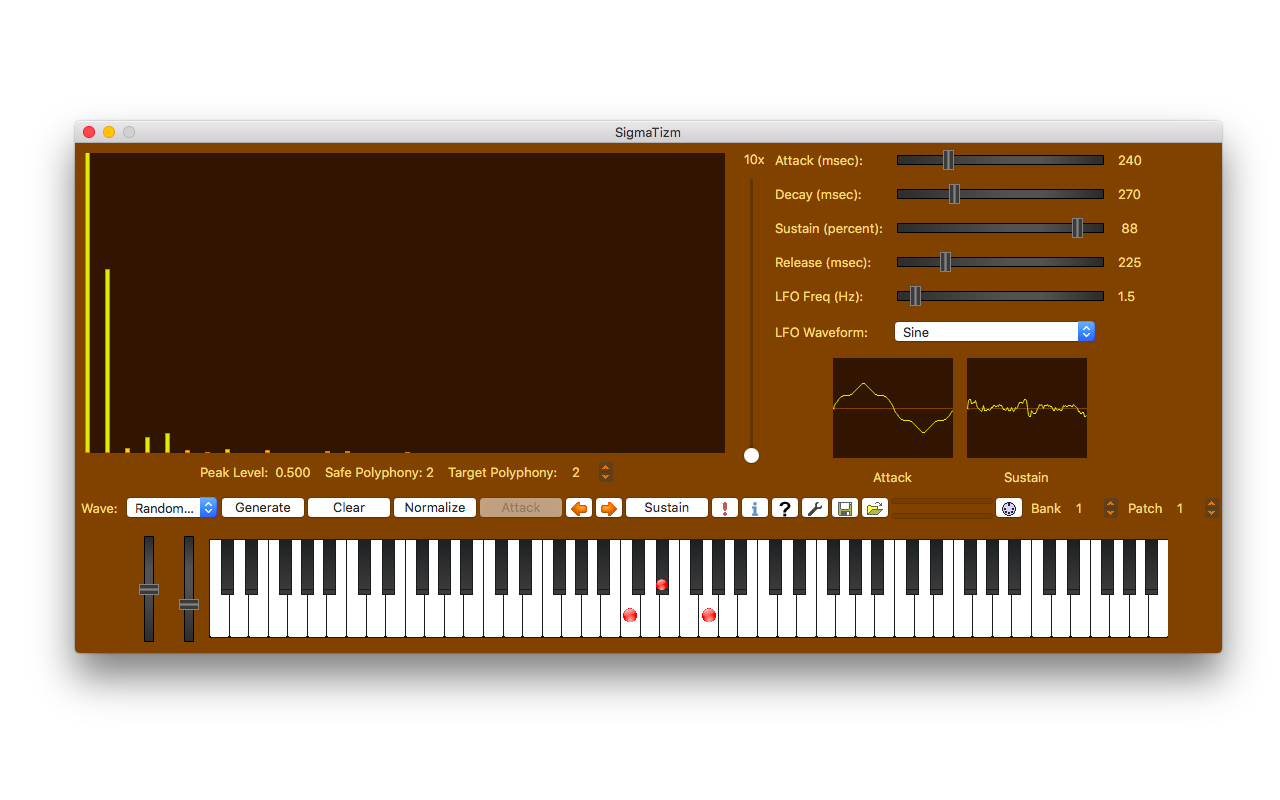 SigmaTizm
10x
Attack (msec): 240
Decay (msec): 270
Sustain (percent): 88
Release (msec): 225
LFO Freq (Hz): 1.5
LFO Waveform: Sine
Attack Sustain
Peak Level: 0.500 Safe Polyphony: 2 Target Polyphony: 2
Wave: Random... Generate Clear Normalize Attack Sustain ! i ? Bank 1 Patch 1